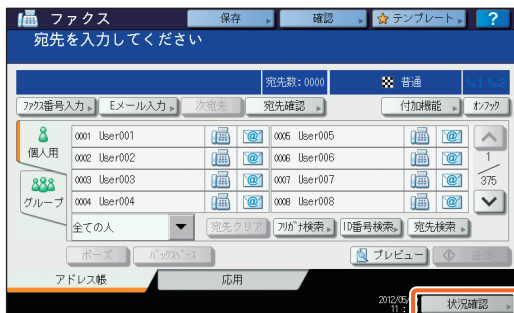 ファクス 保存 確認 テンプレート ?
宛先を入力してください
宛先数: 0000 普通
ファクス番号入力 Eメール入力 次宛先 宛先確認 付加機能 オンフック
個人用
グループ
0001 User001 0005 User005
0002 User002 0006 User006
0003 User003 0007 User007
0004 User004 0008 User008
1
375
全ての人 宛先クリア フリガナ検索 ID番号検索 宛先検索
ポーズ バックスペース プレビュー 送信
アドレス帳 応用
状況確認